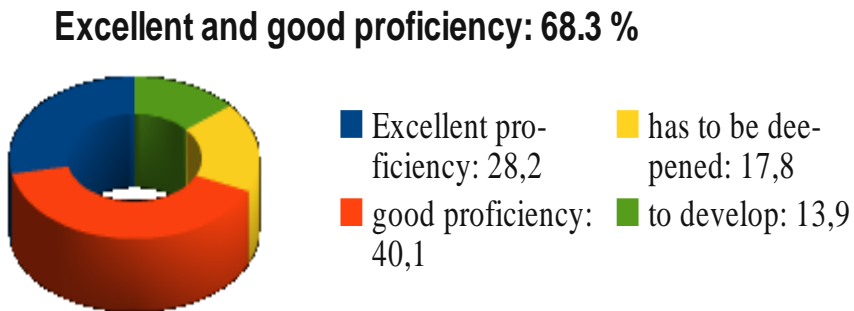 Excellent and good proficiency: 68.3 %
Excellent pro-
ficiency: 28,2
good proficiency:
40,1
has to be dee-
pened: 17,8
to develop: 13,9